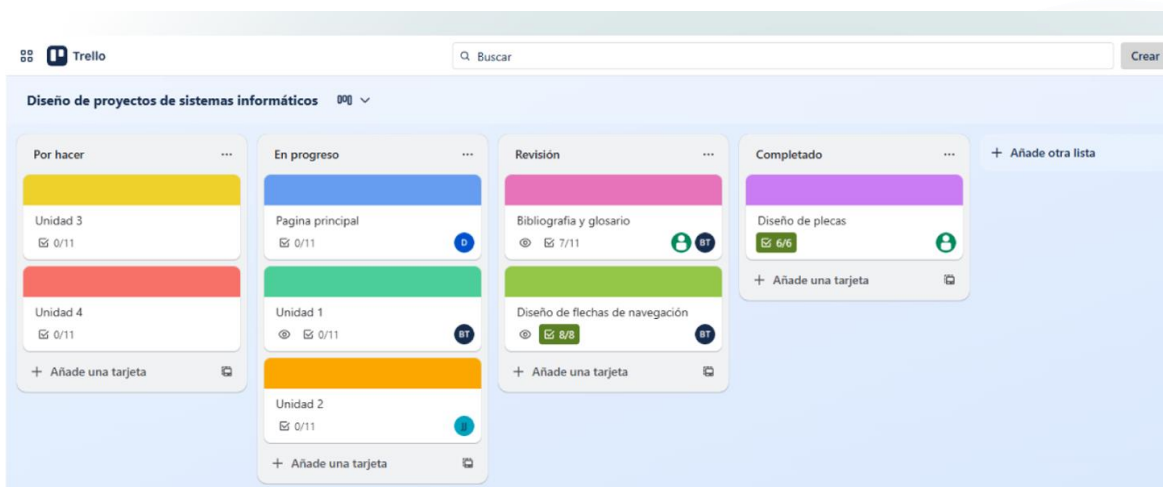 Trello
Buscar
Crear
Diseño de proyectos de sistemas informáticos
Por hacer
Unidad 3
0/11
Unidad 4
0/11
+ Añade una tarjeta
En progreso
Pagina principal
0/11
D
Unidad 1
0/11
BT
Unidad 2
0/11
JJ
+ Añade una tarjeta
Revisión
Bibliografia y glosario
7/11
BT
Diseño de flechas de navegación
8/8
BT
+ Añade una tarjeta
Completado
Diseño de plecas
6/6
+ Añade una tarjeta
+ Añade otra lista